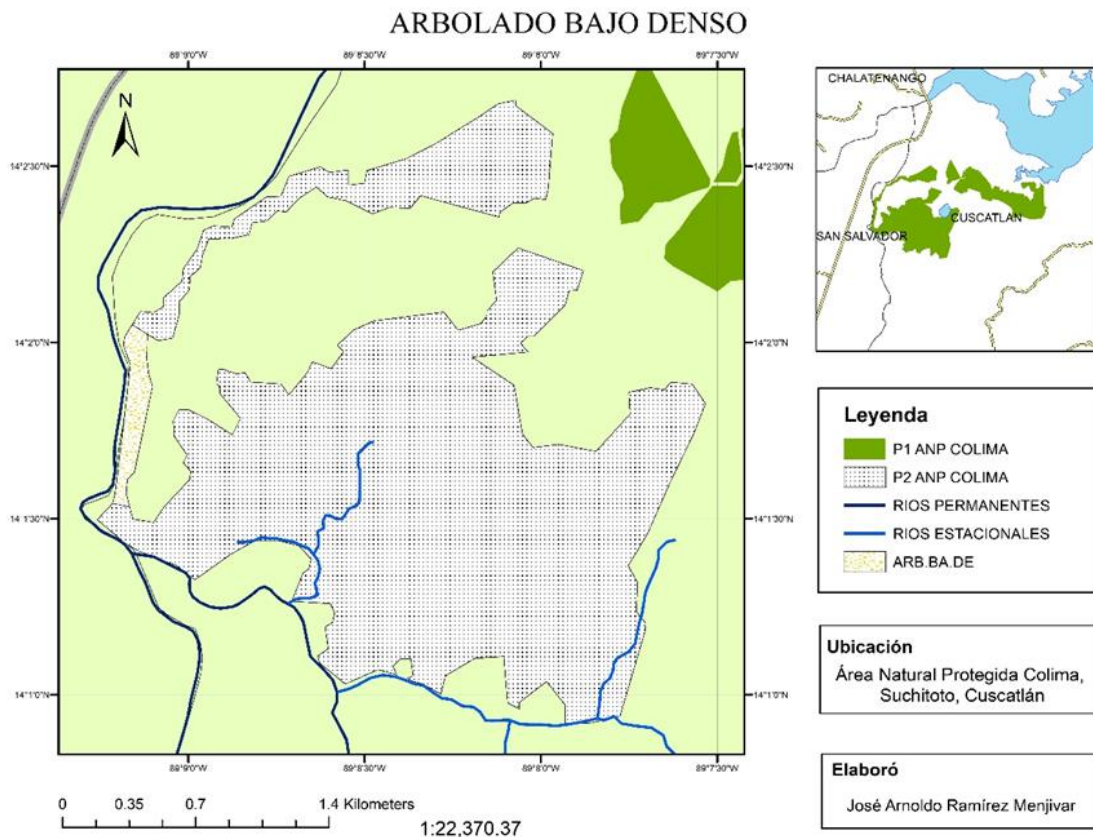 ARBOLADO BAJO DENSO
89°9'0"W 89°8'30"W 89°8'0"W 89°7'30"W
N
14°2'30"N 14°2'30"N
14°2'0"N 14°2'0"N
14°1'30"N 14°1'30"N
14°1'0"N 14°1'0"N
89°9'0"W 89°8'30"W 89°8'0"W 89°7'30"W
0 0.35 0.7 1.4 Kilometers
1:22,370.37
CHALATENANGO
CUSCATLAN
SAN SALVADOR
Leyenda
P1 ANP COLIMA
P2 ANP COLIMA
RIOS PERMANENTES
RIOS ESTACIONALES
ARB.BA.DE
Ubicación
Área Natural Protegida Colima,
Suchitoto, Cuscatlán
Elaboró
José Arnoldo Ramírez Menjivar